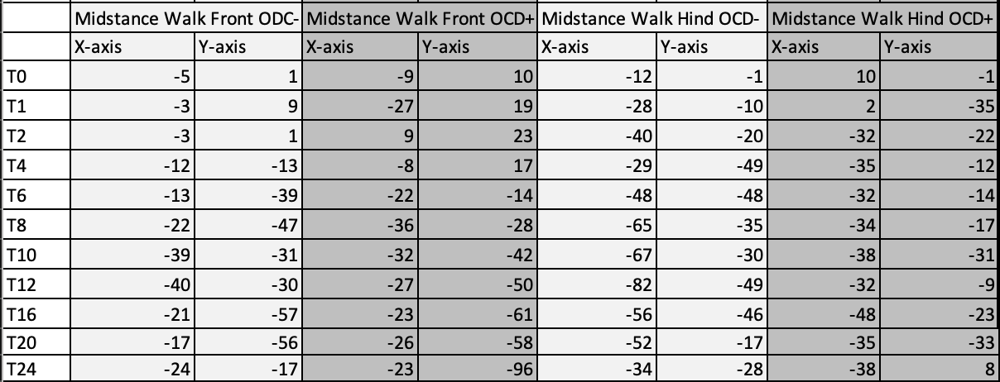 Midstance Walk Front ODC- Midstance Walk Front OCD+ Midstance Walk Hind OCD- Midstance Walk Hind OCD+
X-axis Y-axis X-axis Y-axis X-axis Y-axis X-axis Y-axis
T0 -5 1 -9 10 -12 -1 10 -1
T1 -3 9 -27 19 -28 -10 2 -35
T2 -3 1 9 23 -40 -20 -32 -22
T4 -12 -13 -8 17 -29 -49 -35 -12
T6 -13 -39 -22 -14 -48 -48 -32 -14
T8 -22 -47 -36 -28 -65 -35 -34 -17
T10 -39 -31 -32 -42 -67 -30 -38 -31
T12 -40 -30 -27 -50 -82 -49 -32 -9
T16 -21 -57 -23 -61 -56 -46 -48 -23
T20 -17 -56 -26 -58 -52 -17 -35 -33
T24 -24 -17 -23 -96 -34 -28 -38 8